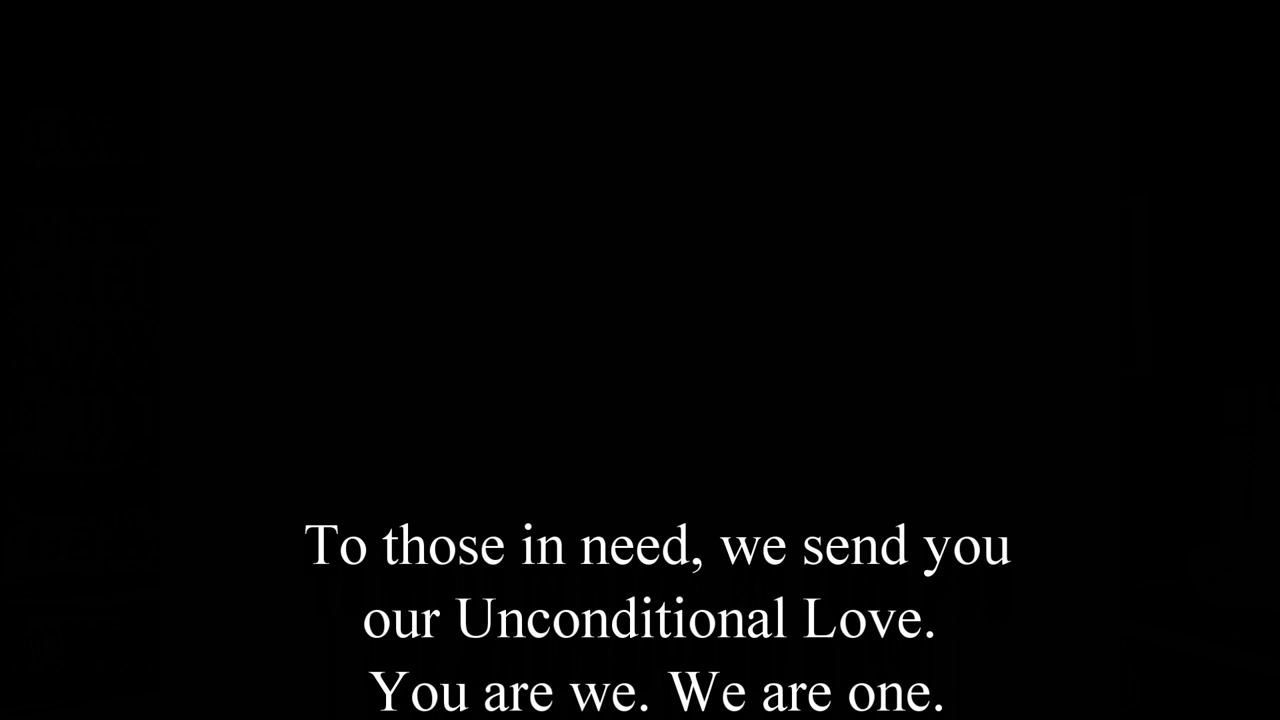 To those in need, we send you
our Unconditional Love.
You are we. We are one.